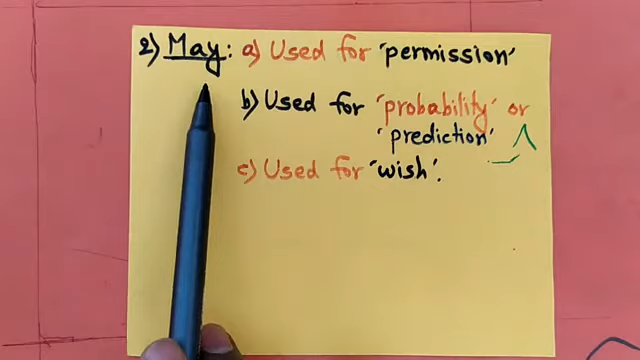 2) May: a) Used for 'permission'
b) Used for 'probability' or
'prediction'
c) Used for 'wish'.